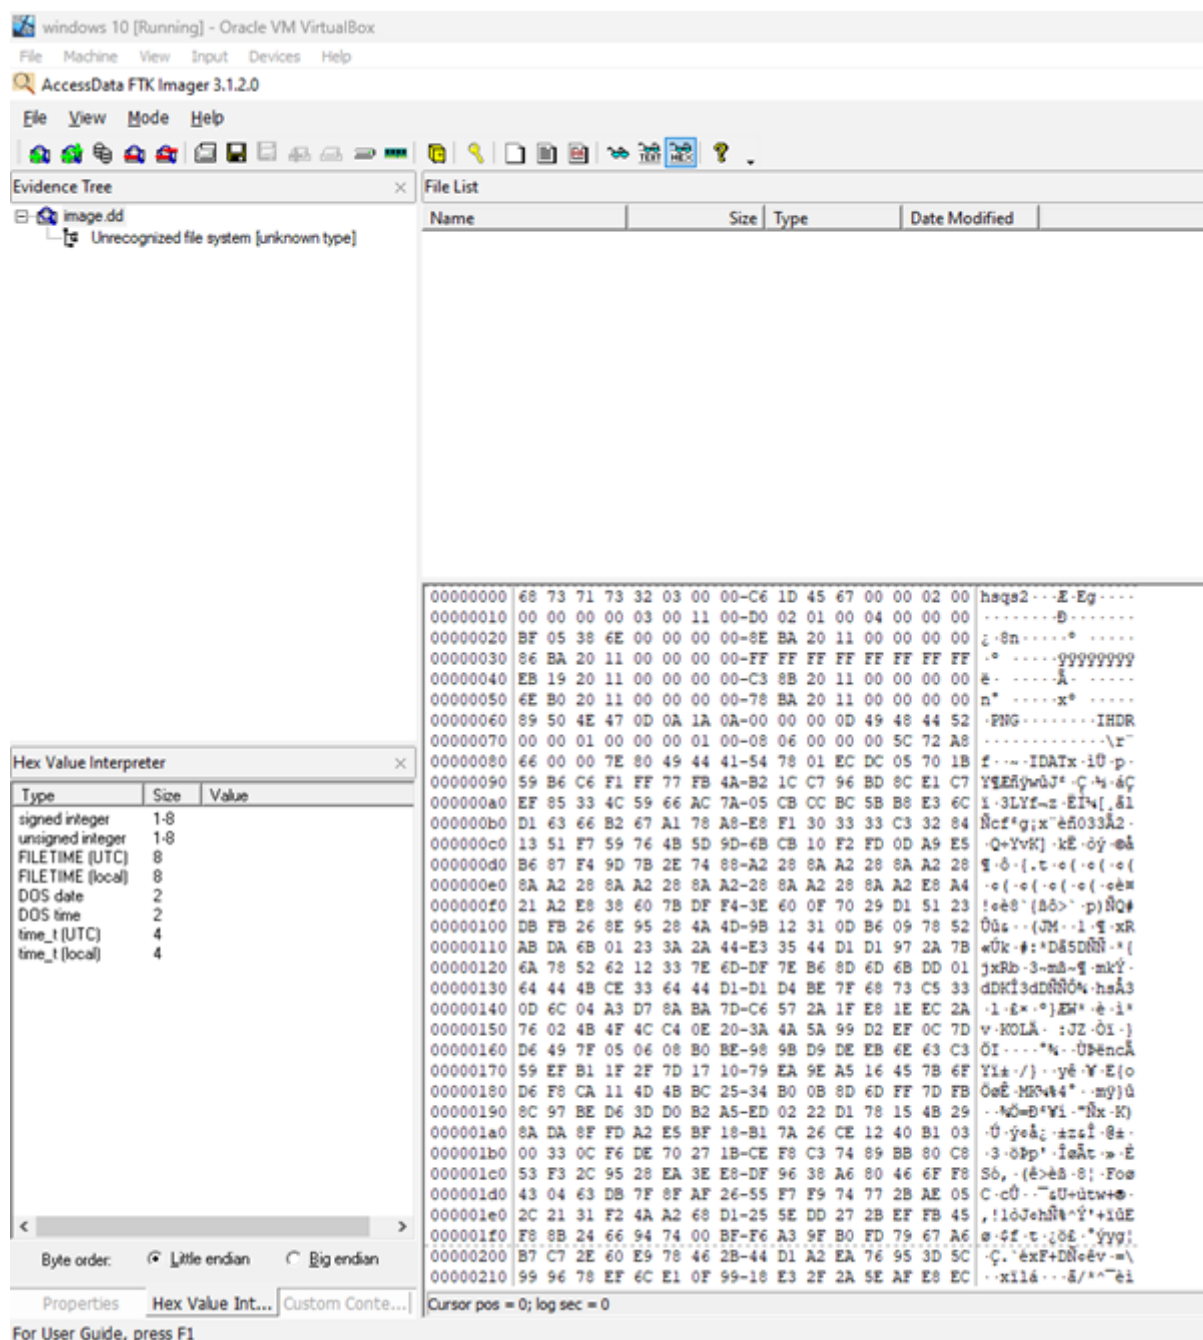 windows 10 [Running] - Oracle VM VirtualBox
File Machine View Input Devices Help
AccessData FTK Imager 3.1.2.0
File View Mode Help
Evidence Tree
image.dd
Unrecognized file system [unknown type]
File List
Name Size Type Date Modified
Hex Value Interpreter
Type Size Value
signed integer 1-8
unsigned integer 1-8
FILETIME (UTC) 8
FILETIME (local) 8
DOS date 2
DOS time 2
time_t (UTC) 4
time_t (local) 4
Byte order: Little endian Big endian
Properties Hex Value Int... Custom Conte...
00000000 68 73 71 73 32 03 00 00-C6 1D 45 67 00 00 02 00 hsqs2···Æ·Eg····
00000010 00 00 00 00 03 00 11 00-D0 02 01 00 04 00 00 00 ········Ð·······
00000020 BF 05 38 6E 00 00 00 00-8E BA 20 11 00 00 00 00
00000030 86 BA 20 11 00 00 00 00-FF FF FF FF FF FF FF FF
00000040 EB 19 20 11 00 00 00 00-C3 8B 20 11 00 00 00 00
00000050 6E B0 20 11 00 00 00 00-78 BA 20 11 00 00 00 00
00000060 89 50 4E 47 0D 0A 1A 0A-00 00 00 0D 49 48 44 52 ·PNG········IHDR
00000070 00 00 01 00 00 00 01 00-08 06 00 00 00 5C 72 A8
00000080 66 00 00 7E 80 49 44 41-54 78 01 EC DC 05 70 1B
00000090 59 B6 C6 F1 FF 77 FB 4A-B2 1C C7 96 BD 8C E1 C7
000000a0 EF 85 33 4C 59 66 AC 7A-05 CB CC BC 5B B8 E3 6C
000000b0 D1 63 66 B2 67 A1 78 A8-E8 F1 30 33 33 C3 32 84
000000c0 13 51 F7 59 76 4B 5D 9D-6B CB 10 F2 FD 0D A9 E5
000000d0 B6 87 F4 9D 7B 2E 74 88-A2 28 8A A2 28 8A A2 28
000000e0 8A A2 28 8A A2 28 8A A2-28 8A A2 28 8A A2 E8 A4
000000f0 21 A2 E8 38 60 7B DF F4-3E 60 0F 70 29 D1 51 23
00000100 DB FB 26 8E 95 28 4A 4D-9B 12 31 0D B6 09 78 52
00000110 AB DA 6B 01 23 3A 2A 44-E3 35 44 D1 D1 97 2A 7B
00000120 6A 78 52 62 12 33 7E 6D-DF 7E B6 8D 6D 6B DD 01
00000130 64 44 4B CE 33 64 44 D1-D1 D4 BE 7F 68 73 C5 33
00000140 0D 6C 04 A3 D7 8A BA 7D-C6 57 2A 1F E8 1E EC 2A
00000150 76 02 4B 4F 4C C4 0E 20-3A 4A 5A 99 D2 EF 0C 7D
00000160 D6 49 7F 05 06 08 B0 BE-98 9B D9 DE EB 6E 63 C3
00000170 59 EF B1 1F 2F 7D 17 10-79 EA 9E A5 16 45 7B 6F
00000180 D6 F8 CA 11 4D 4B BC 25-34 B0 0B 8D 6D FF 7D FB
00000190 8C 97 BE D6 3D D0 B2 A5-ED 02 22 D1 78 15 4B 29
000001a0 8A DA 8F FD A2 E5 BF 18-B1 7A 26 CE 12 40 B1 03
000001b0 00 33 0C F6 DE 70 27 1B-CE F8 C3 74 89 BB 80 C8
000001c0 53 F3 2C 95 28 EA 3E E8-DF 96 38 A6 80 46 6F F8
000001d0 43 04 63 DB 7F 8F AF 26-55 F7 F9 74 77 2B AE 05
000001e0 2C 21 31 F2 4A A2 68 D1-25 5E DD 27 2B EF FB 45
000001f0 F8 8B 24 66 94 74 00 BF-F6 A3 9F B0 FD 79 67 A6
00000200 B7 C7 2E 60 E9 78 46 2B-44 D1 A2 EA 76 95 3D 5C
00000210 99 96 78 EF 6C E1 0F 99-18 E3 2F 2A 5E AF E8 EC
Cursor pos = 0; log sec = 0
For User Guide, press F1